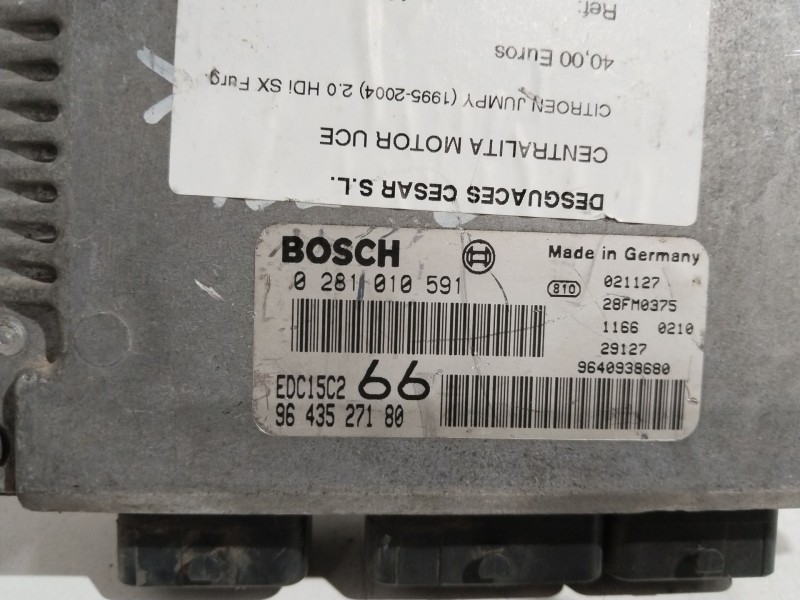 DESGUACES CESAR S.L.
CENTRALITA MOTOR UCE
CITROEN JUMPY (1995-2004) 2.0 HDi SX Furg.
40,00 Euros
Ref:
BOSCH
Made in Germany
0 281 010 591
810
021127
28FM0375
1166 0210
29127
9640938680
EDC15C2
66
96 435 271 80